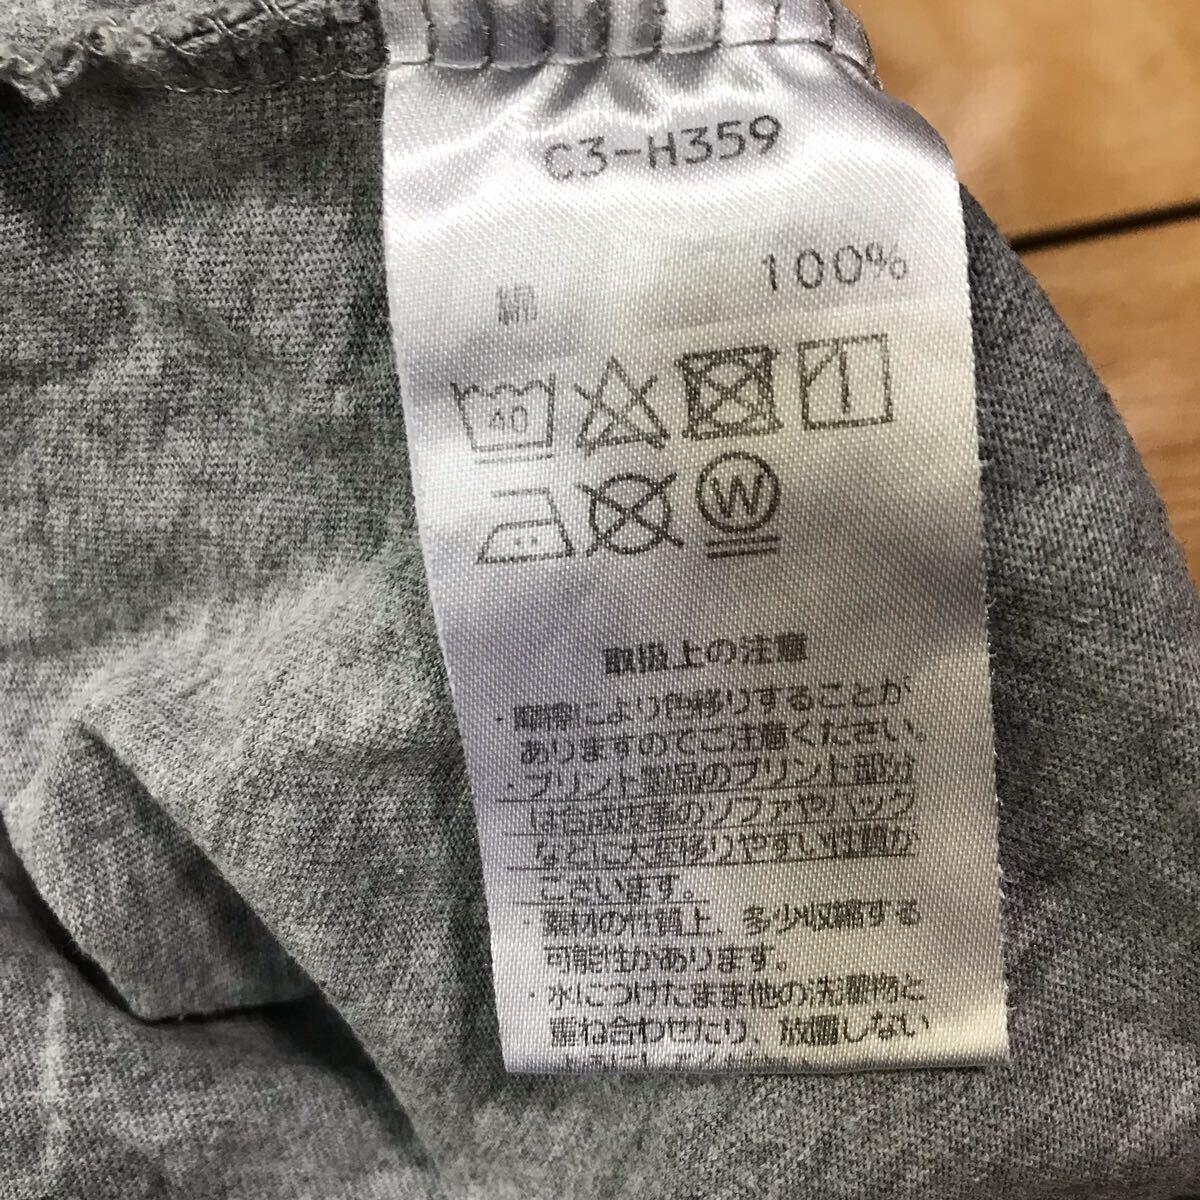 C3-H359
綿 100%
40
W
取扱上の注意
・摩擦により色移りすることが
ありますのでご注意ください。
・プリント製品のプリント部分
は合成皮革のソファやバック
などに大変移りやすい性質が
ございます。
・素材の性質上、多少収縮する
可能性があります。
・水につけたまま他の洗濯物と
重ね合わせたり、放置しない